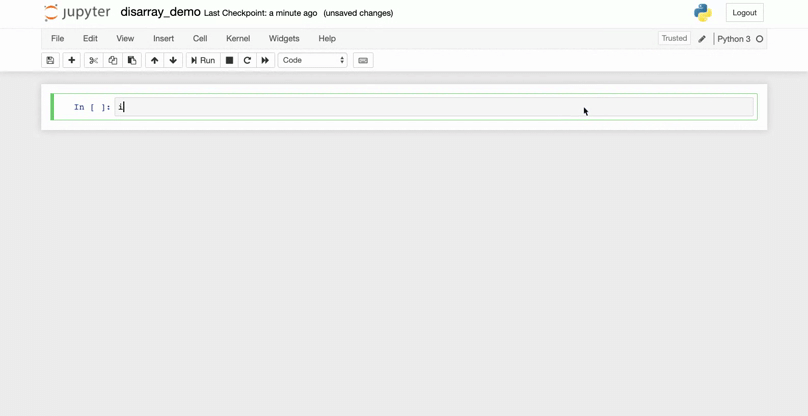 jupyter disarray_demo Last Checkpoint: a minute ago (unsaved changes) Logout
File Edit View Insert Cell Kernel Widgets Help Trusted Python 3
Run Code
In [ ]: i